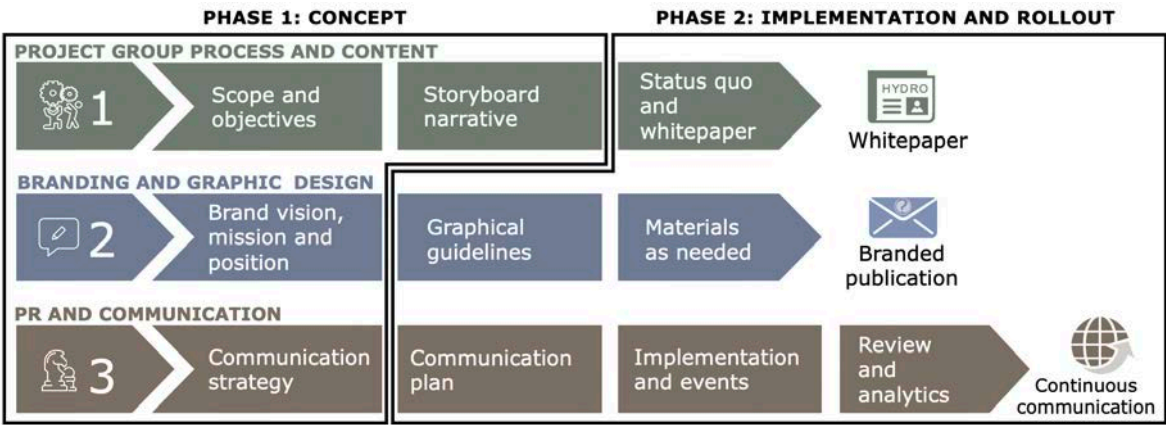 PHASE 1: CONCEPT
PHASE 2: IMPLEMENTATION AND ROLLOUT
PROJECT GROUP PROCESS AND CONTENT
1
Scope and
objectives
Storyboard
narrative
Status quo
and
whitepaper
HYDRO
Whitepaper
BRANDING AND GRAPHIC DESIGN
2
Brand vision,
mission and
position
Graphical
guidelines
Materials
as needed
Branded
publication
PR AND COMMUNICATION
3
Communication
strategy
Communication
plan
Implementation
and events
Review
and
analytics
Continuous
communication